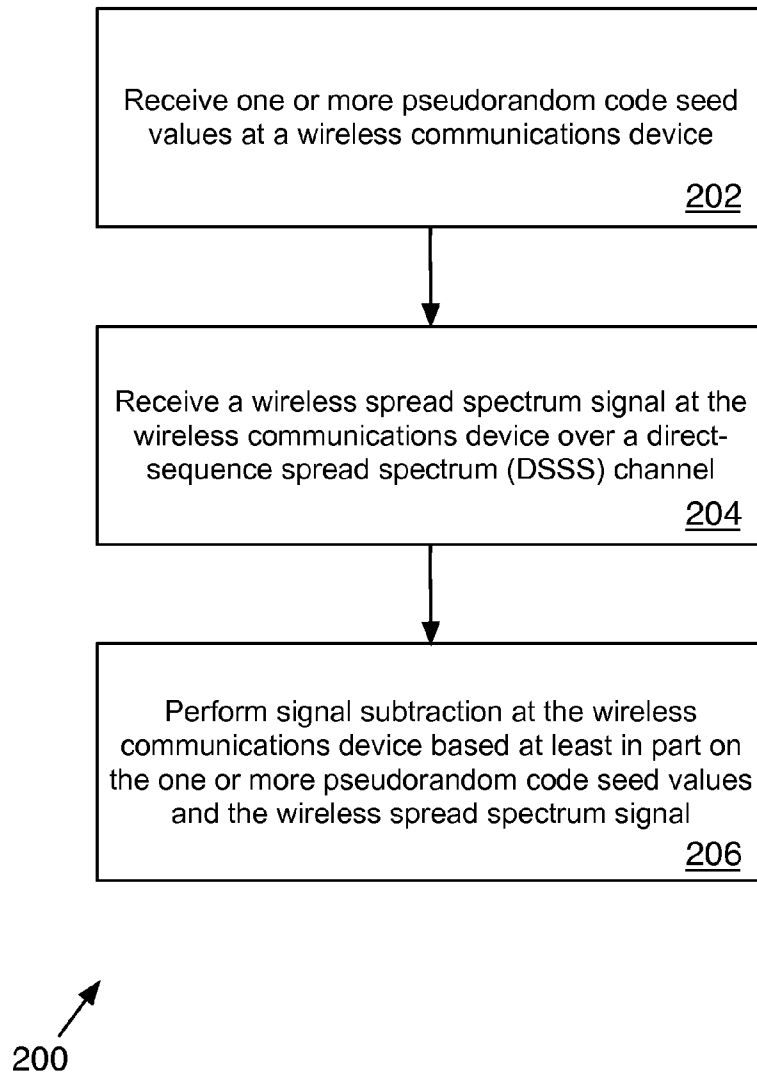 Receive one or more pseudorandom code seed
values at a wireless communications device
202
Receive a wireless spread spectrum signal at the
wireless communications device over a direct-
sequence spread spectrum (DSSS) channel
204
Perform signal subtraction at the wireless
communications device based at least in part on
the one or more pseudorandom code seed values
and the wireless spread spectrum signal
206
200